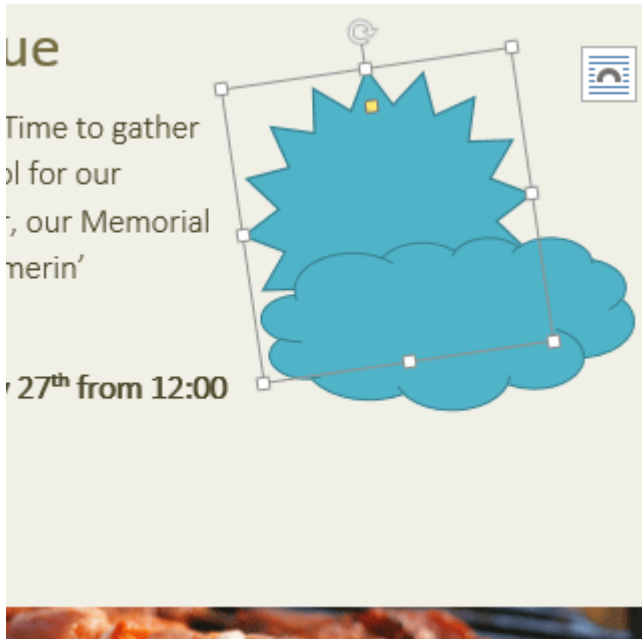 ue
Time to gather
ol for our
r, our Memorial
merin’
y 27th from 12:00